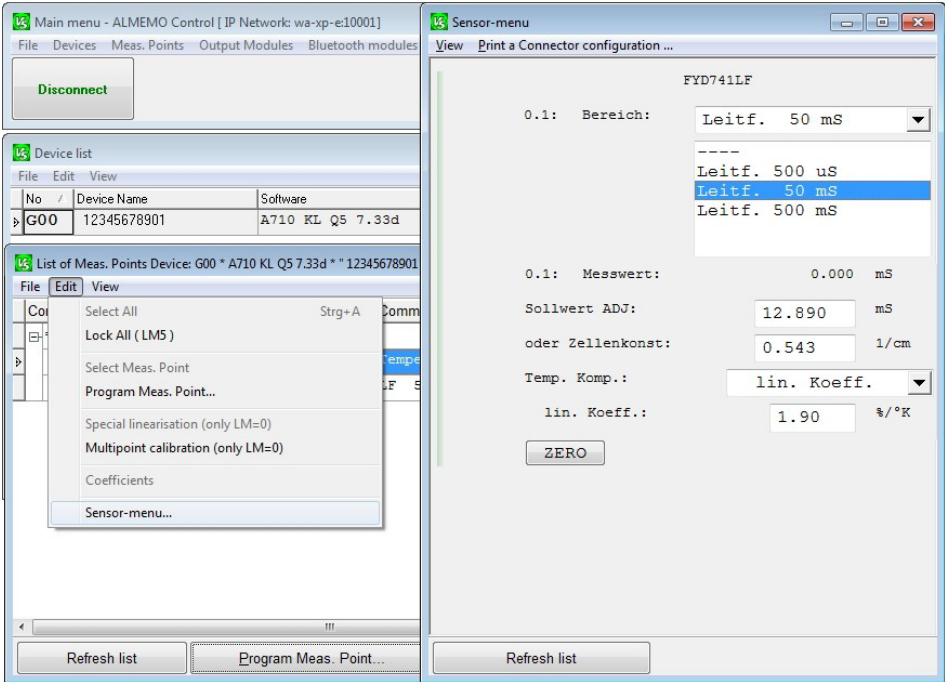 Main menu - ALMEMO Control [ IP Network: wa-xp-e:10001]
File Devices Meas. Points Output Modules Bluetooth modules
Disconnect
Device list
File Edit View
No Device Name Software
G00 12345678901 A710 KL Q5 7.33d
List of Meas. Points Device: G00 * A710 KL Q5 7.33d * " 12345678901
File Edit View
Select All Strg+A
Lock All ( LM5 )
Select Meas. Point
Program Meas. Point...
Special linearisation (only LM=0)
Multipoint calibration (only LM=0)
Coefficients
Sensor-menu...
Refresh list Program Meas. Point...
Sensor-menu
View Print a Connector configuration ...
FYD741LF
0.1: Bereich: Leitf. 50 mS
----
Leitf. 500 uS
Leitf. 50 mS
Leitf. 500 mS
0.1: Messwert: 0.000 mS
Sollwert ADJ: 12.890 mS
oder Zellenkonst: 0.543 1/cm
Temp. Komp.: lin. Koeff.
lin. Koeff.: 1.90 %/°K
ZERO
Refresh list